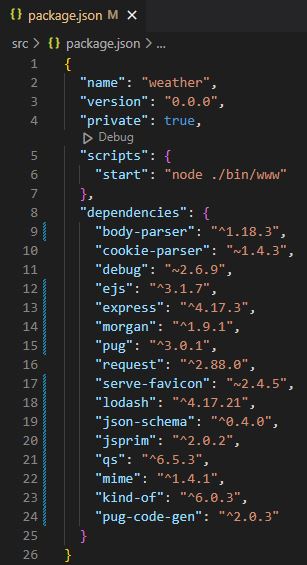 {} package.json M ×
src > {} package.json > ...
1 {
2 "name": "weather",
3 "version": "0.0.0",
4 "private": true,
Debug
5 "scripts": {
6 "start": "node ./bin/www"
7 },
8 "dependencies": {
9 "body-parser": "^1.18.3",
10 "cookie-parser": "~1.4.3",
11 "debug": "~2.6.9",
12 "ejs": "^3.1.7",
13 "express": "^4.17.3",
14 "morgan": "^1.9.1",
15 "pug": "^3.0.1",
16 "request": "^2.88.0",
17 "serve-favicon": "~2.4.5",
18 "lodash": "^4.17.21",
19 "json-schema": "^0.4.0",
20 "jsprim": "^2.0.2",
21 "qs": "^6.5.3",
22 "mime": "^1.4.1",
23 "kind-of": "^6.0.3",
24 "pug-code-gen": "^2.0.3"
25 }
26 }